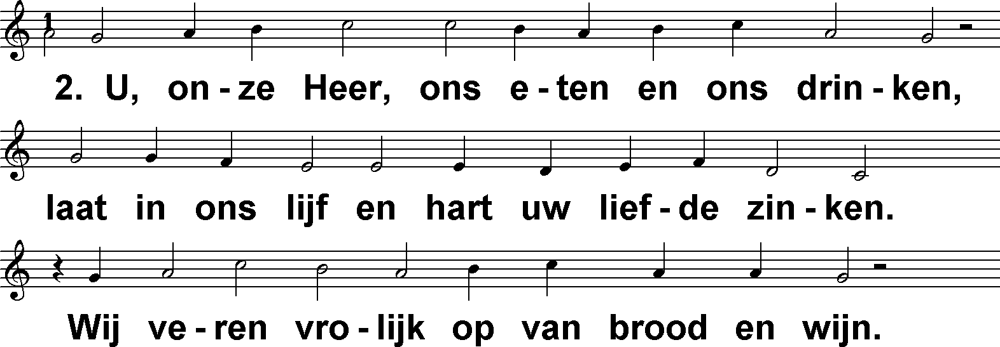 1
2. U, on - ze Heer, ons e - ten en ons drin - ken,
laat in ons lijf en hart uw lief - de zin - ken.
Wij ve - ren vro - lijk op van brood en wijn.